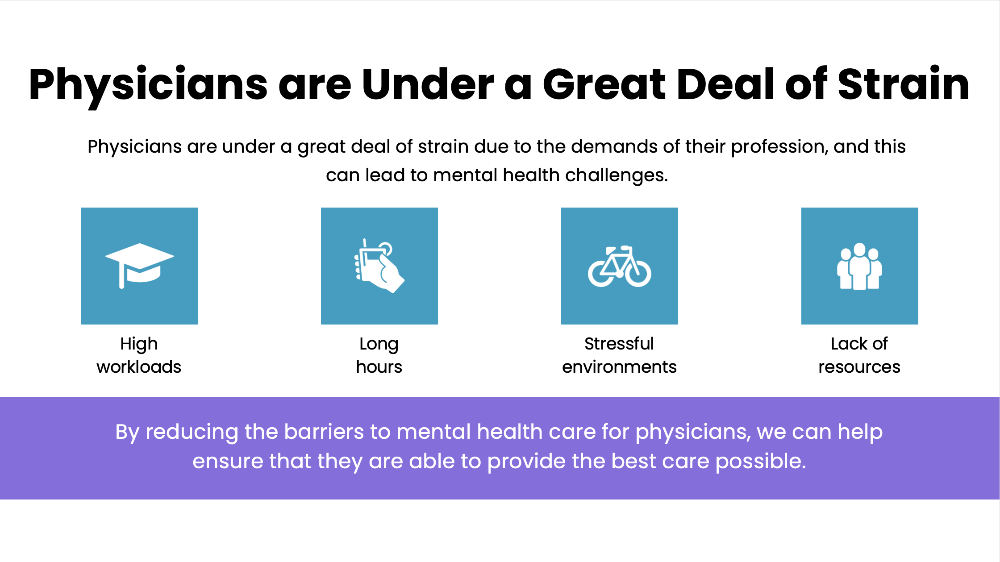 Physicians are Under a Great Deal of Strain
Physicians are under a great deal of strain due to the demands of their profession, and this
can lead to mental health challenges.
High
workloads
Long
hours
Stressful
environments
Lack of
resources
By reducing the barriers to mental health care for physicians, we can help
ensure that they are able to provide the best care possible.